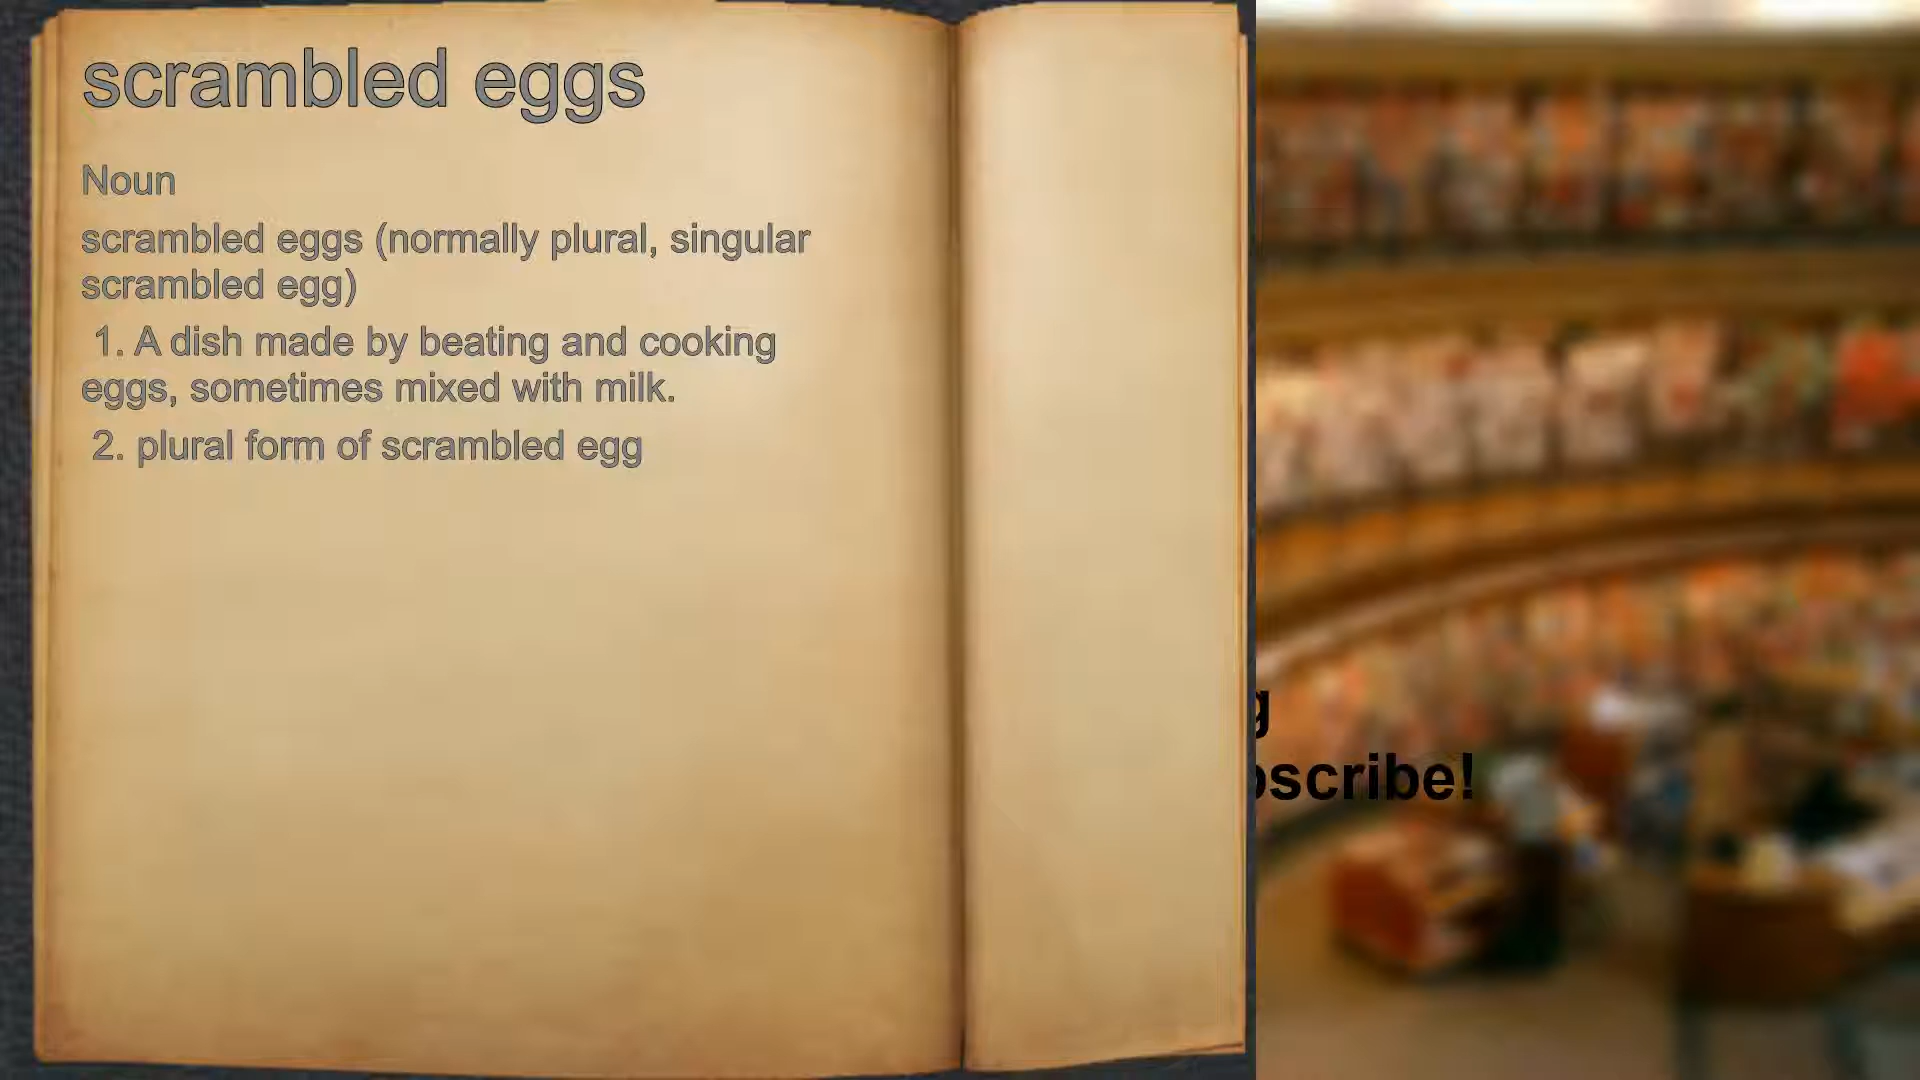 scrambled eggs
Noun
scrambled eggs (normally plural, singular
scrambled egg)
1. A dish made by beating and cooking
eggs, sometimes mixed with milk.
2. plural form of scrambled egg